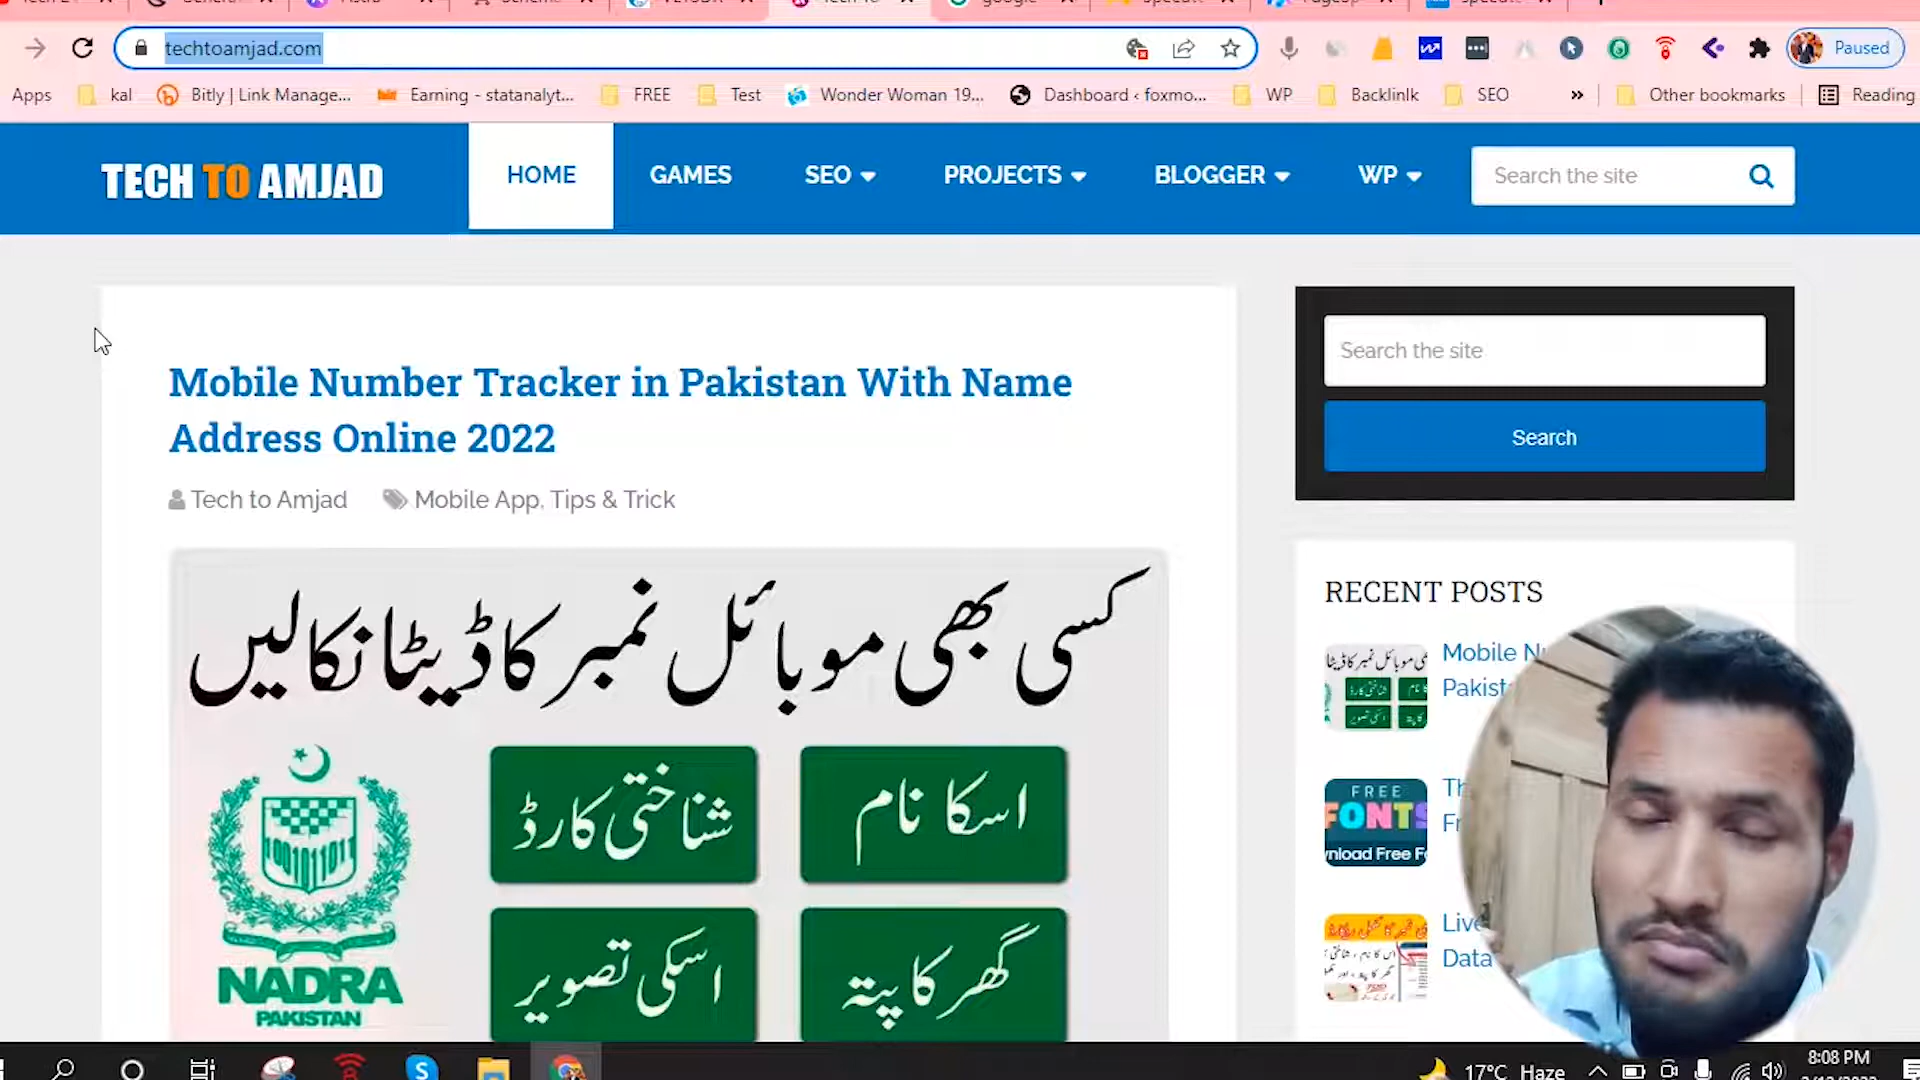 techtoamjad.com
Paused
Apps kal Bitly | Link Manage... Earning - statanalyt... FREE Test Wonder Woman 19... Dashboard ‹ foxmo... WP Backlinlk SEO » Other bookmarks Reading
TECH TO AMJAD HOME GAMES SEO PROJECTS BLOGGER WP Search the site
Mobile Number Tracker in Pakistan With Name
Address Online 2022
Tech to Amjad Mobile App, Tips & Trick
کسی بھی موبائل نمبر کا ڈیٹا نکالیں
اسکا نام
شناختی کارڈ
گھر کا پتہ
اسکی تصویر
NADRA
PAKISTAN
Search the site
Search
RECENT POSTS
Mobile
Pakist
FREE
FONTS
Live
Data
17°C Haze
8:08 PM